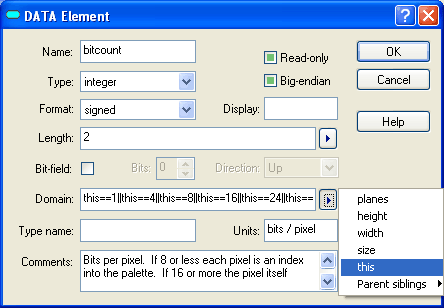 DATA Element
Name: bitcount
Read-only
OK
Type: integer
Big-endian
Cancel
Format: signed
Display:
Help
Length: 2
Bit-field:
Bits: 0
Direction: Up
Domain: this==1||this==4||this==8||this==16||this==24||this==
planes
height
width
size
this
Parent siblings
Type name:
Units: bits / pixel
Comments: Bits per pixel. If 8 or less each pixel is an index
into the palette. If 16 or more the pixel itself